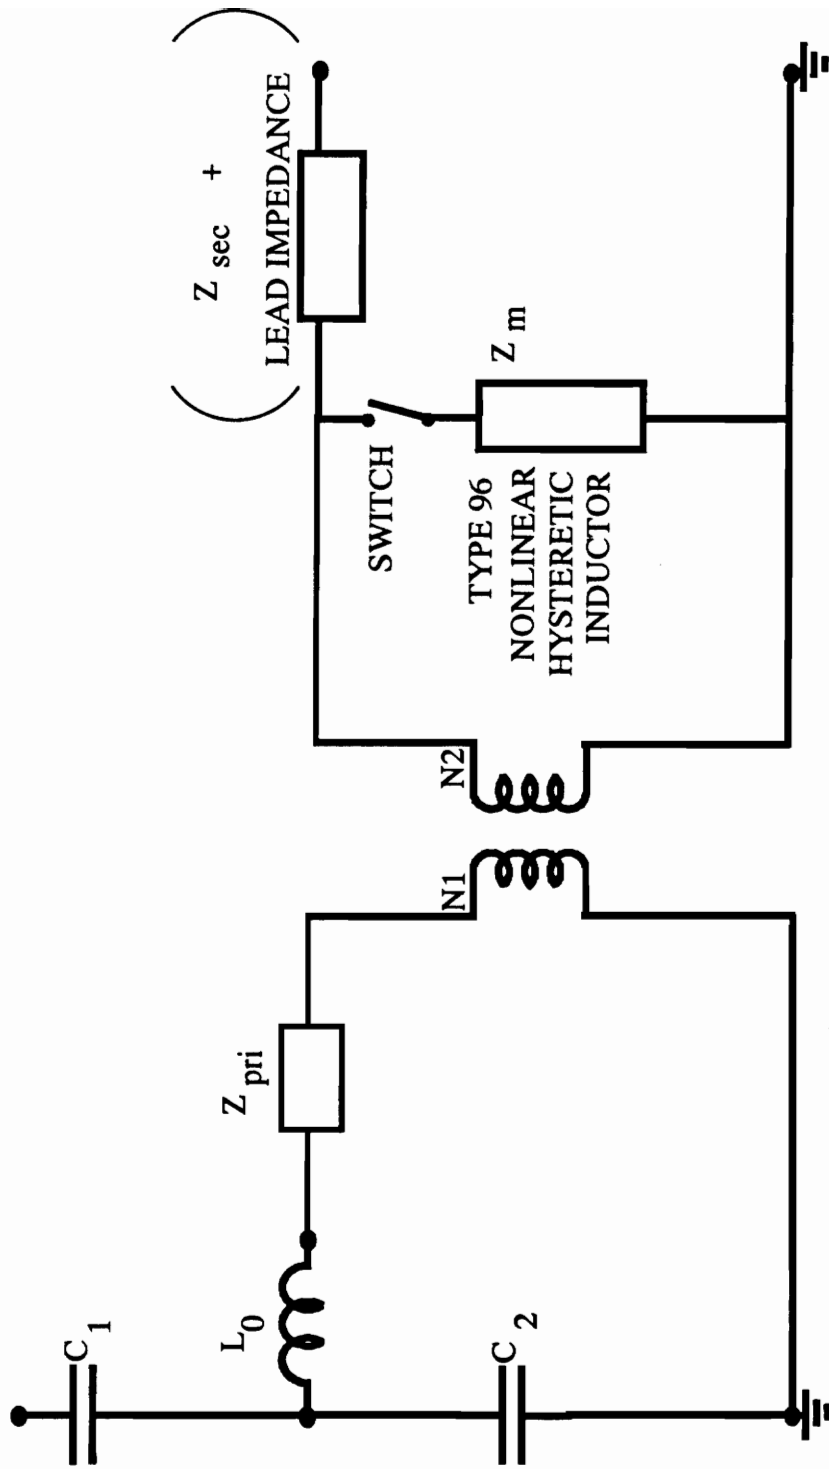 C1
L0
C2
Zpri
N1
N2
SWITCH
TYPE 96
NONLINEAR
HYSTERETIC
INDUCTOR
Zm
( Zsec +
LEAD IMPEDANCE )